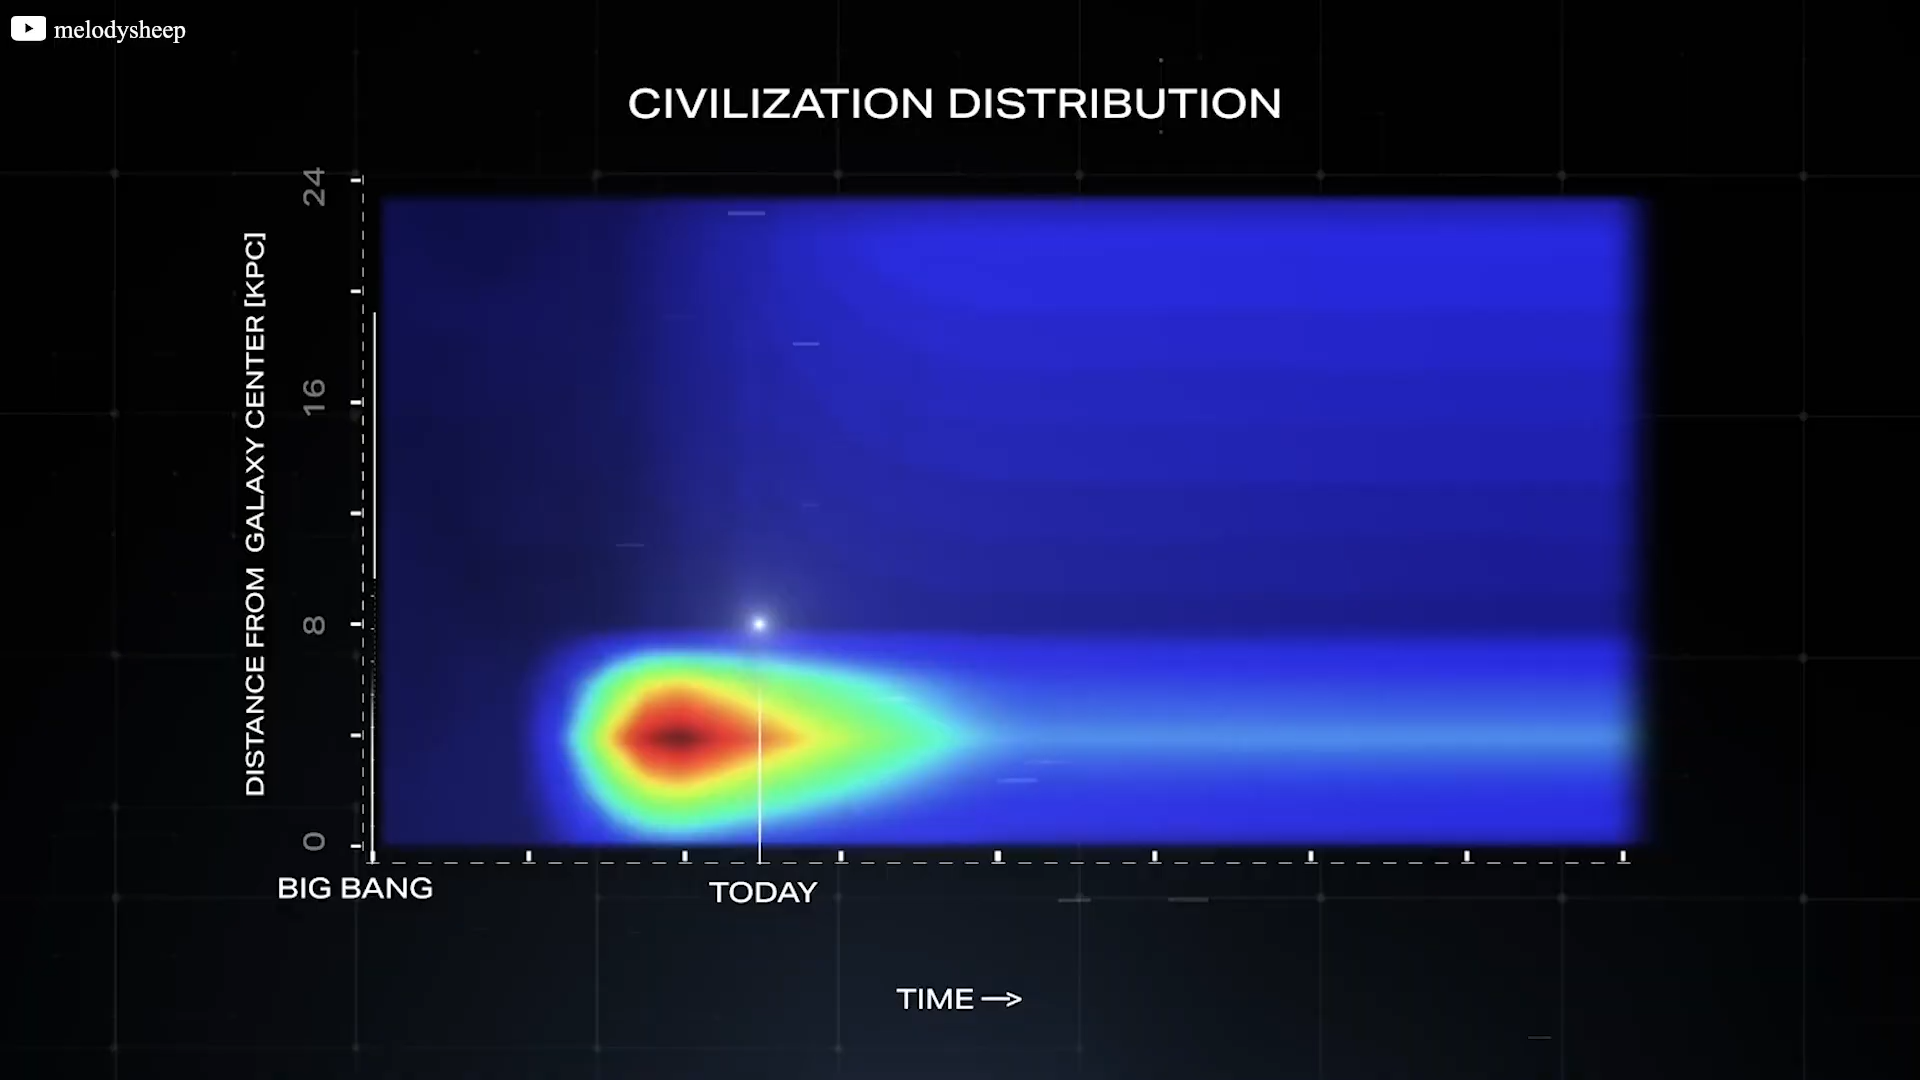 melodysheep
CIVILIZATION DISTRIBUTION
DISTANCE FROM GALAXY CENTER [KPC]
24
16
8
0
BIG BANG
TODAY
TIME →